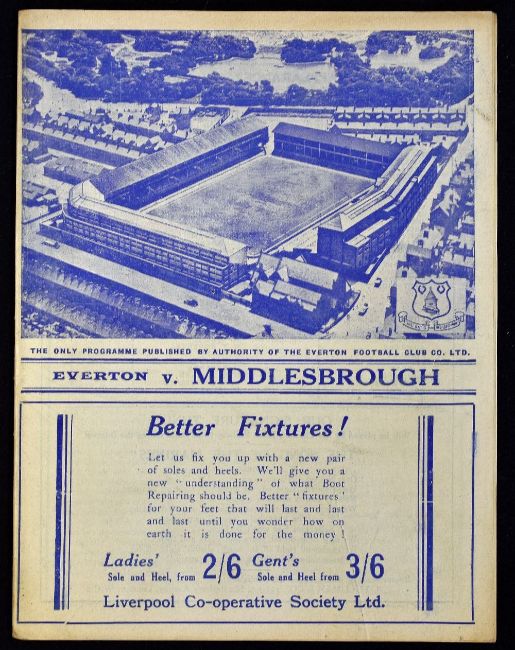 THE ONLY PROGRAMME PUBLISHED BY AUTHORITY OF THE EVERTON FOOTBALL CLUB CO. LTD.
EVERTON v. MIDDLESBROUGH
Better Fixtures!
Let us fix you up with a new pair
of soles and heels. We'll give you a
new "understanding" of what Boot
Repairing should be. Better "fixtures'
for your feet that will last and last
and last until you wonder how on
earth it is done for the money!
Ladies' 2/6 Gent's 3/6
Sole and Heel, from Sole and Heel from
Liverpool Co-operative Society Ltd.